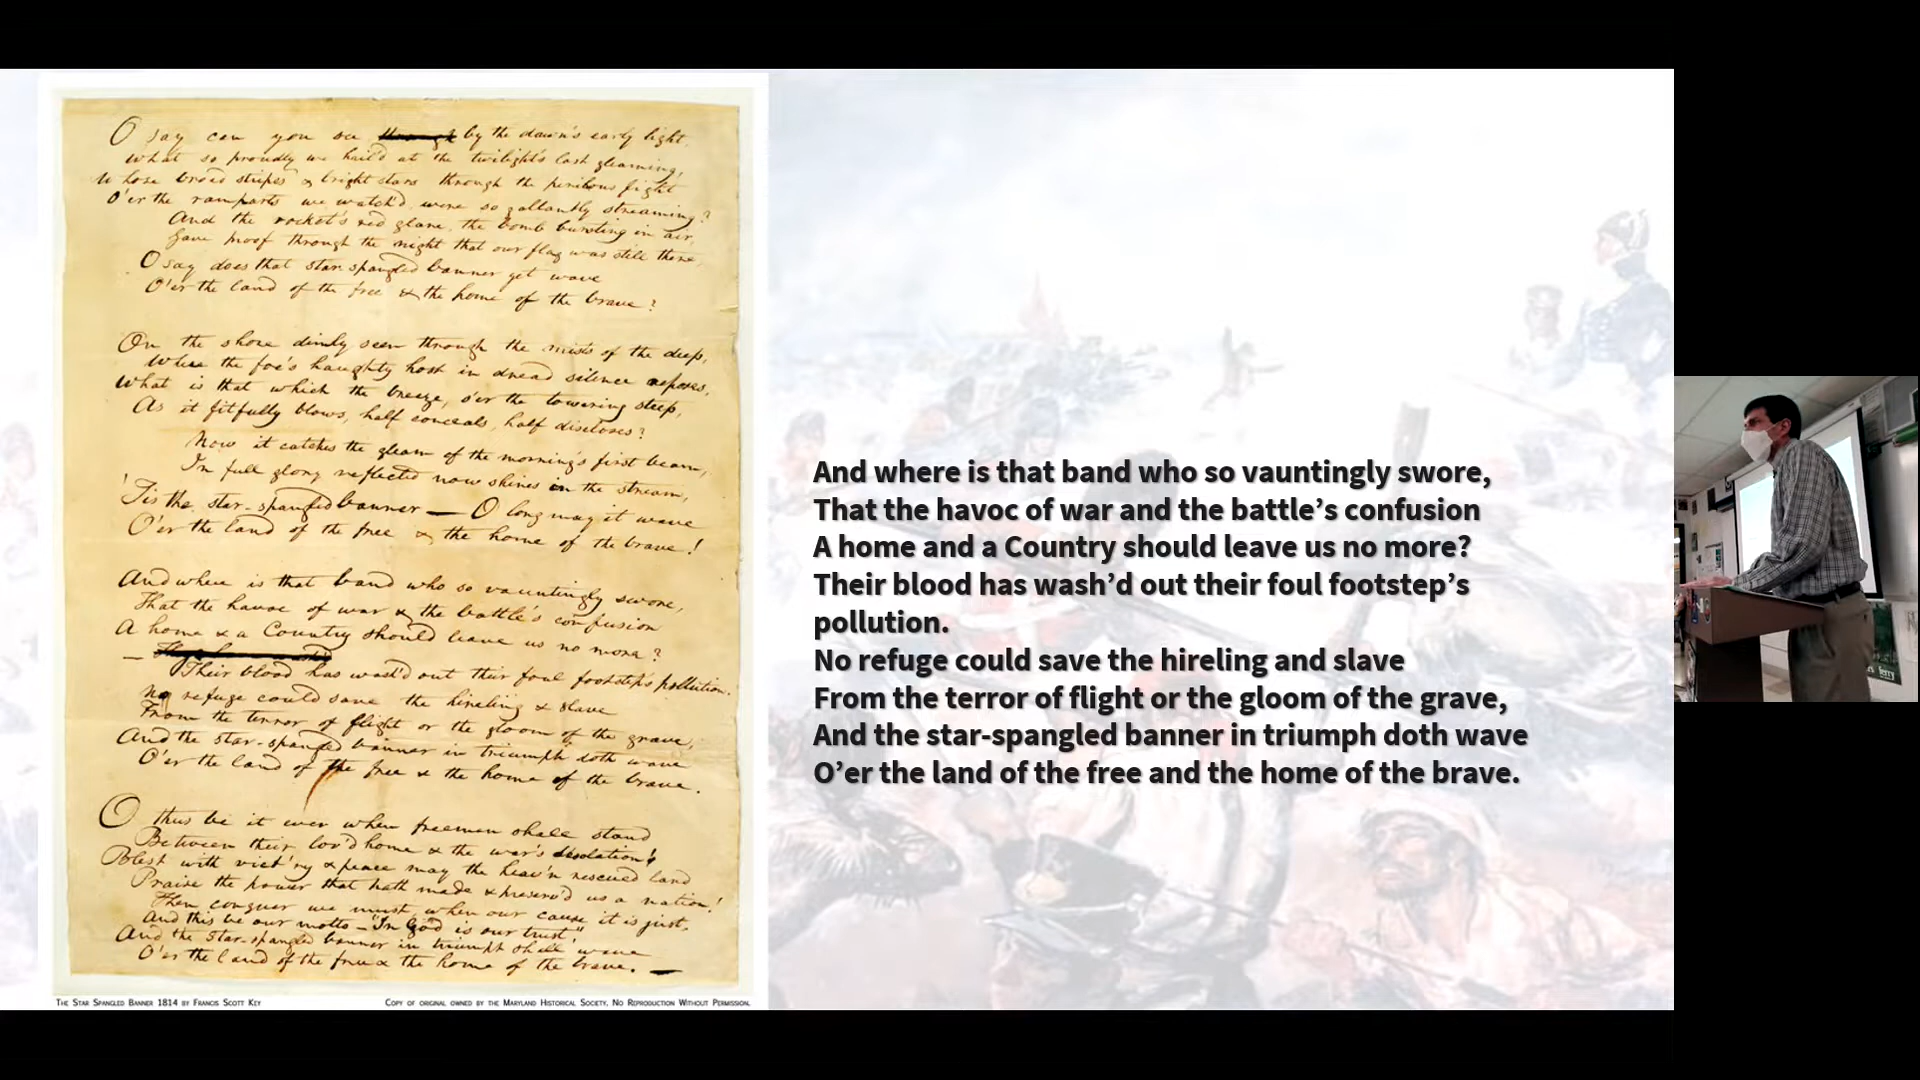 O say can you see by the dawn's early light,
What so proudly we hail'd at the twilight's last gleaming,
Whose broad stripes & bright stars through the perilous fight
O'er the ramparts we watch'd, were so gallantly streaming?
And the rocket's red glare, the bomb bursting in air,
Gave proof through the night that our flag was still there,
O say does that star-spangled banner yet wave
O'er the land of the free & the home of the brave?
On the shore dimly seen through the mists of the deep,
Where the foe's haughty host in dread silence reposes,
What is that which the breeze, o'er the towering steep,
As it fitfully blows, half conceals, half discloses?
Now it catches the gleam of the morning's first beam,
In full glory reflected now shines in the stream,
'Tis the star-spangled banner — O long may it wave
O'er the land of the free & the home of the brave!
And where is that band who so vauntingly swore,
That the havoc of war & the battle's confusion
A home & a Country should leave us no more?
Their blood has wash'd out their foul footstep's pollution.
No refuge could save the hireling & slave
From the terror of flight or the gloom of the grave,
And the star-spangled banner in triumph doth wave
O'er the land of the free & the home of the brave.
O thus be it ever when freemen shall stand
Between their lov'd home & the war's desolation!
Blest with vict'ry & peace may the heav'n rescued land
Praise the power that hath made & preserv'd us a nation!
Then conquer we must, when our cause it is just,
And this be our motto - "In God is our trust,"
And the star-spangled banner in triumph shall wave
O'er the land of the free & the home of the brave. —
The Star Spangled Banner 1814 by Francis Scott Key
Copy of original owned by the Maryland Historical Society, No Reproduction Without Permission.
And where is that band who so vauntingly swore,
That the havoc of war and the battle’s confusion
A home and a Country should leave us no more?
Their blood has wash’d out their foul footstep’s
pollution.
No refuge could save the hireling and slave
From the terror of flight or the gloom of the grave,
And the star-spangled banner in triumph doth wave
O’er the land of the free and the home of the brave.